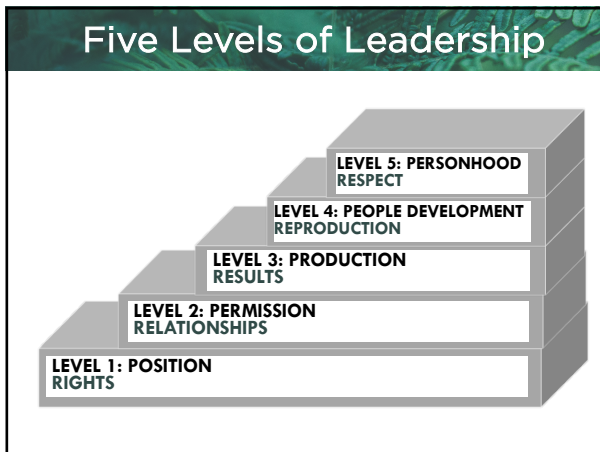 Five Levels of Leadership
LEVEL 5: PERSONHOOD
RESPECT
LEVEL 4: PEOPLE DEVELOPMENT
REPRODUCTION
LEVEL 3: PRODUCTION
RESULTS
LEVEL 2: PERMISSION
RELATIONSHIPS
LEVEL 1: POSITION
RIGHTS